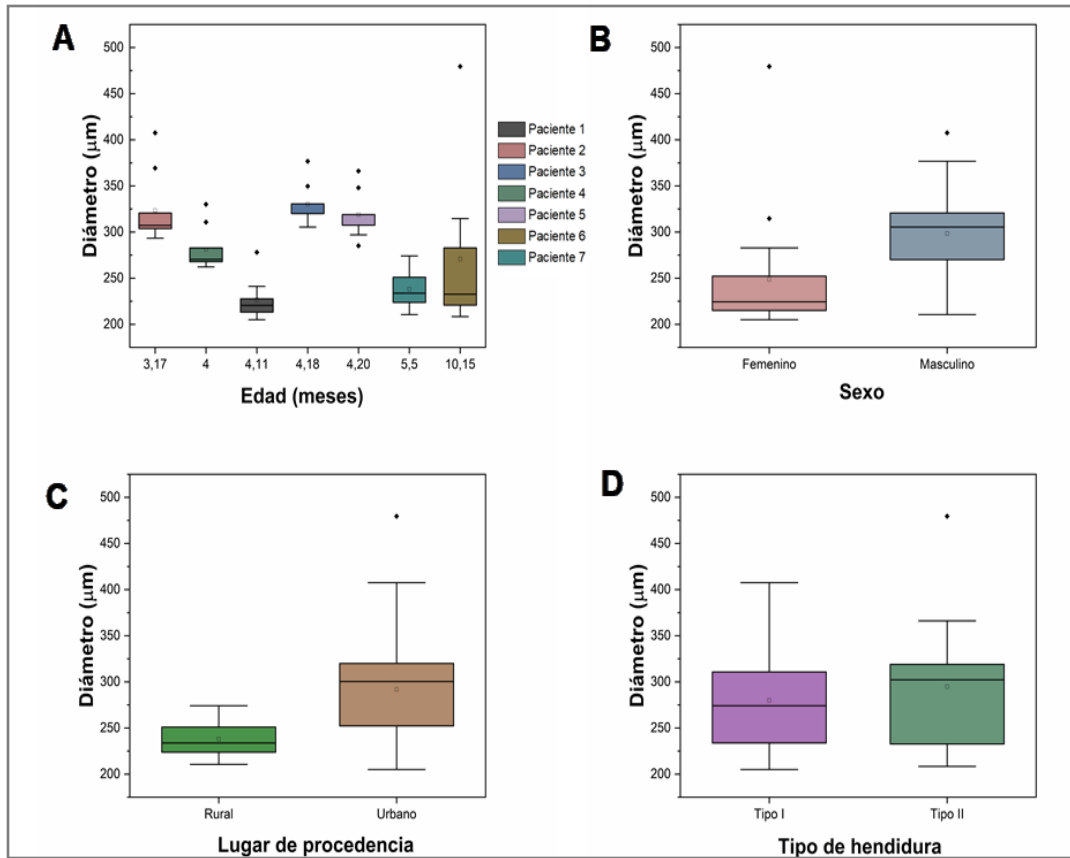 A
Diámetro (μm)
500
450
400
350
300
250
200
3,17
4
4,11
4,18
4,20
5,5
10,15
Edad (meses)
Paciente 1
Paciente 2
Paciente 3
Paciente 4
Paciente 5
Paciente 6
Paciente 7
B
Diámetro (μm)
500
450
400
350
300
250
200
Femenino
Masculino
Sexo
C
Diámetro (μm)
500
450
400
350
300
250
200
Rural
Urbano
Lugar de procedencia
D
Diámetro (μm)
500
450
400
350
300
250
200
Tipo I
Tipo II
Tipo de hendidura